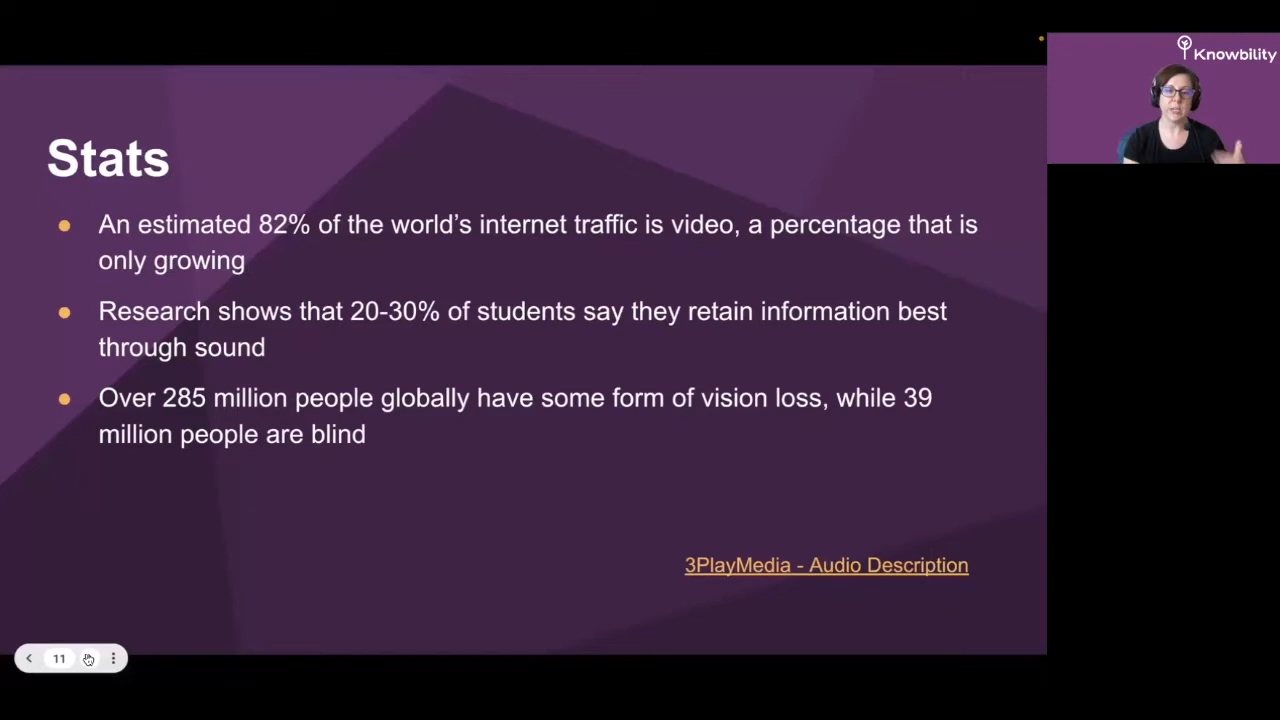 Knowbility
Stats
● An estimated 82% of the world's internet traffic is video, a percentage that is
only growing
● Research shows that 20-30% of students say they retain information best
through sound
● Over 285 million people globally have some form of vision loss, while 39
million people are blind
3PlayMedia - Audio Description
11